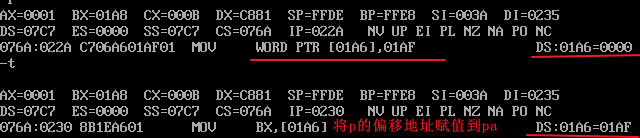 AX=0001 BX=01A8 CX=000B DX=C881 SP=FFDE BP=FFE8 SI=003A DI=0235
DS=07C7 ES=0000 SS=07C7 CS=076A IP=022A NV UP EI PL NZ NA PO NC
076A:022A C706A601AF01 MOV WORD PTR [01A6],01AF DS:01A6=0000
-t
AX=0001 BX=01A8 CX=000B DX=C881 SP=FFDE BP=FFE8 SI=003A DI=0235
DS=07C7 ES=0000 SS=07C7 CS=076A IP=0230 NV UP EI PL NZ NA PO NC
076A:0230 8B1EA601 MOV BX,[01A6] 将p的偏移地址赋值到pa DS:01A6=01AF